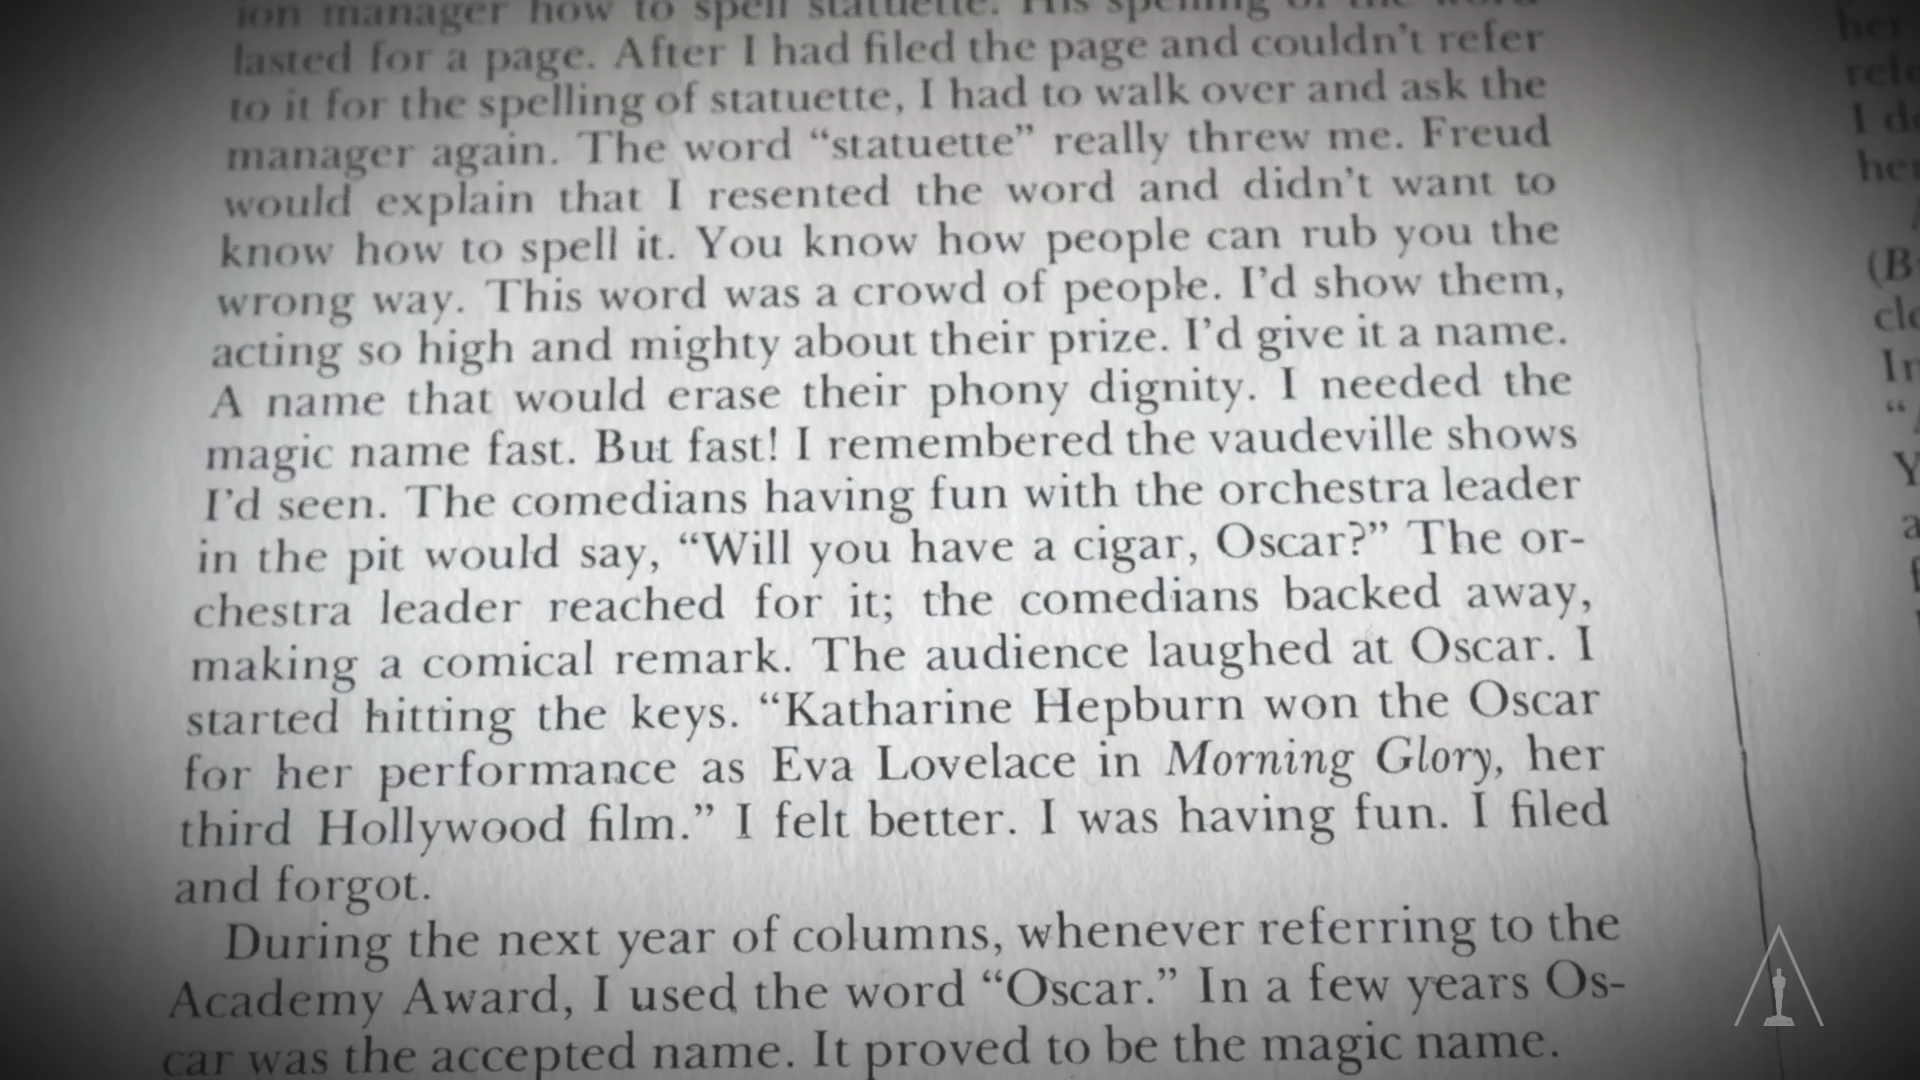 ion manager how to spell statuette. His spelling of the word
lasted for a page. After I had filed the page and couldn't refer
to it for the spelling of statuette, I had to walk over and ask the
manager again. The word “statuette” really threw me. Freud
would explain that I resented the word and didn't want to
know how to spell it. You know how people can rub you the
wrong way. This word was a crowd of people. I'd show them,
acting so high and mighty about their prize. I'd give it a name.
A name that would erase their phony dignity. I needed the
magic name fast. But fast! I remembered the vaudeville shows
I'd seen. The comedians having fun with the orchestra leader
in the pit would say, “Will you have a cigar, Oscar?” The or-
chestra leader reached for it; the comedians backed away,
making a comical remark. The audience laughed at Oscar. I
started hitting the keys. “Katharine Hepburn won the Oscar
for her performance as Eva Lovelace in Morning Glory, her
third Hollywood film.” I felt better. I was having fun. I filed
and forgot.
During the next year of columns, whenever referring to the
Academy Award, I used the word “Oscar.” In a few years Os-
car was the accepted name. It proved to be the magic name.
her
I
(B